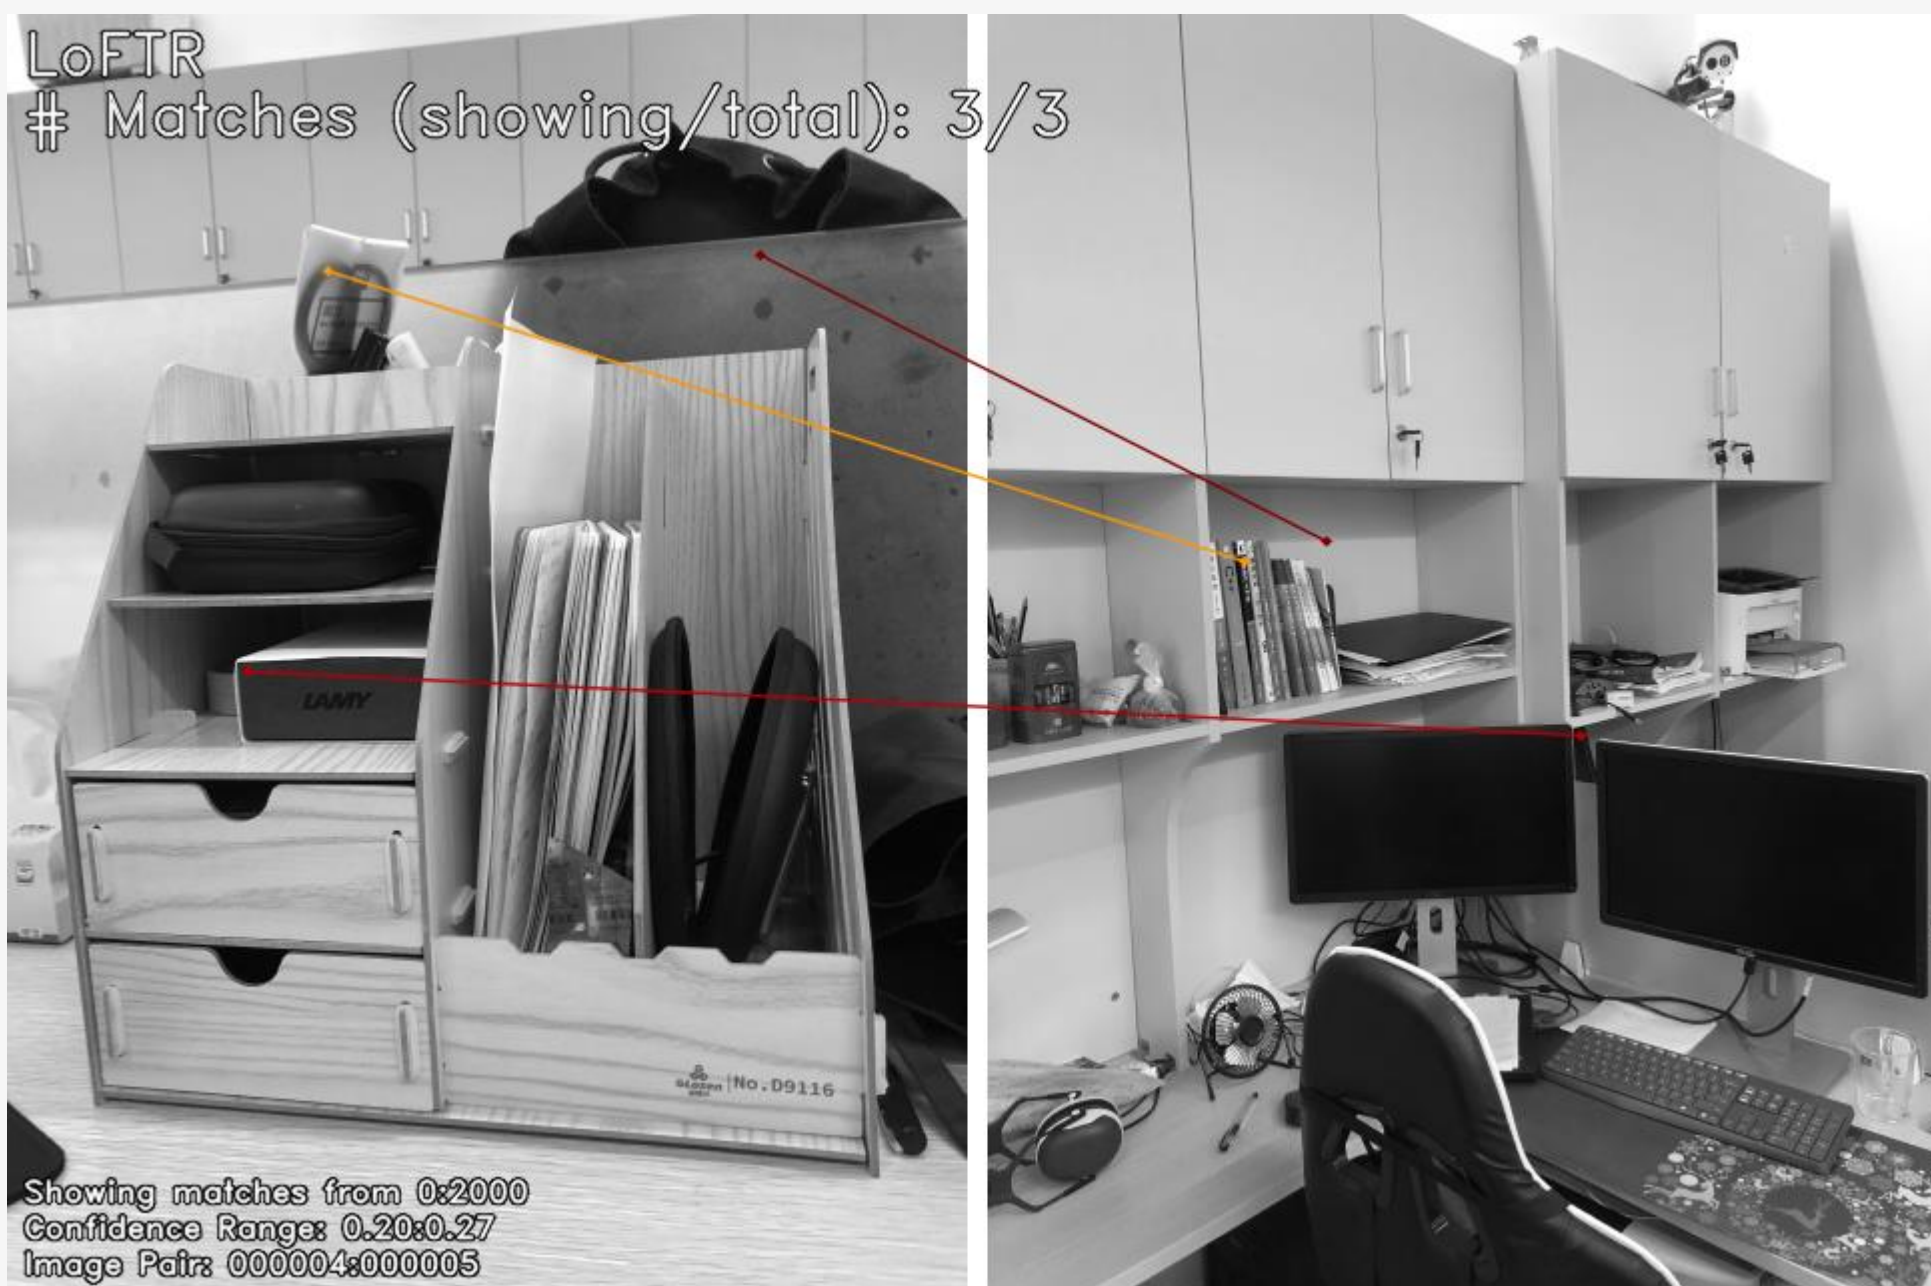 LoFTR
# Matches (showing/total): 3/3
LAMY
C++
GLosen
No.D9116
Showing matches from 0:2000
Confidence Range: 0.20:0.27
Image Pair: 000004:000005